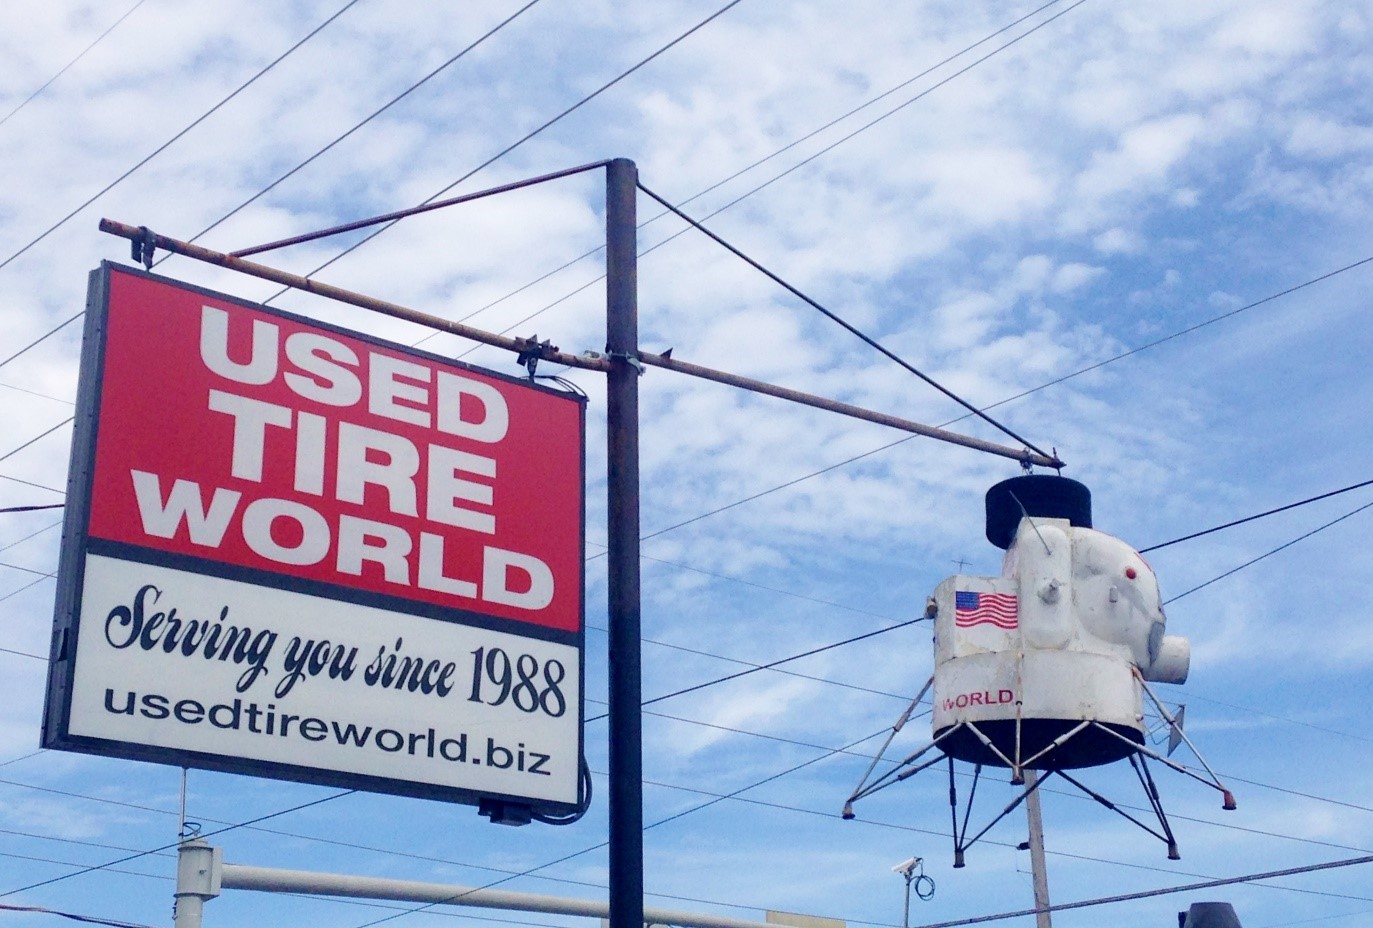 USED
TIRE
WORLD
Serving you since 1988
usedtireworld.biz
WORLD